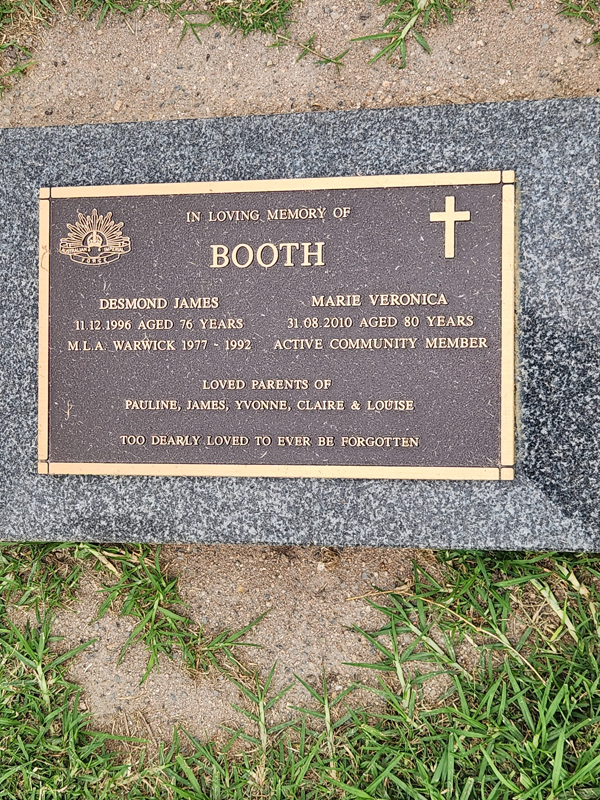 IN LOVING MEMORY OF
BOOTH
DESMOND JAMES
11.12.1996 AGED 76 YEARS
M.L.A. WARWICK 1977 - 1992
MARIE VERONICA
31.08.2010 AGED 80 YEARS
ACTIVE COMMUNITY MEMBER
LOVED PARENTS OF
PAULINE, JAMES, YVONNE, CLAIRE & LOUISE
TOO DEARLY LOVED TO EVER BE FORGOTTEN